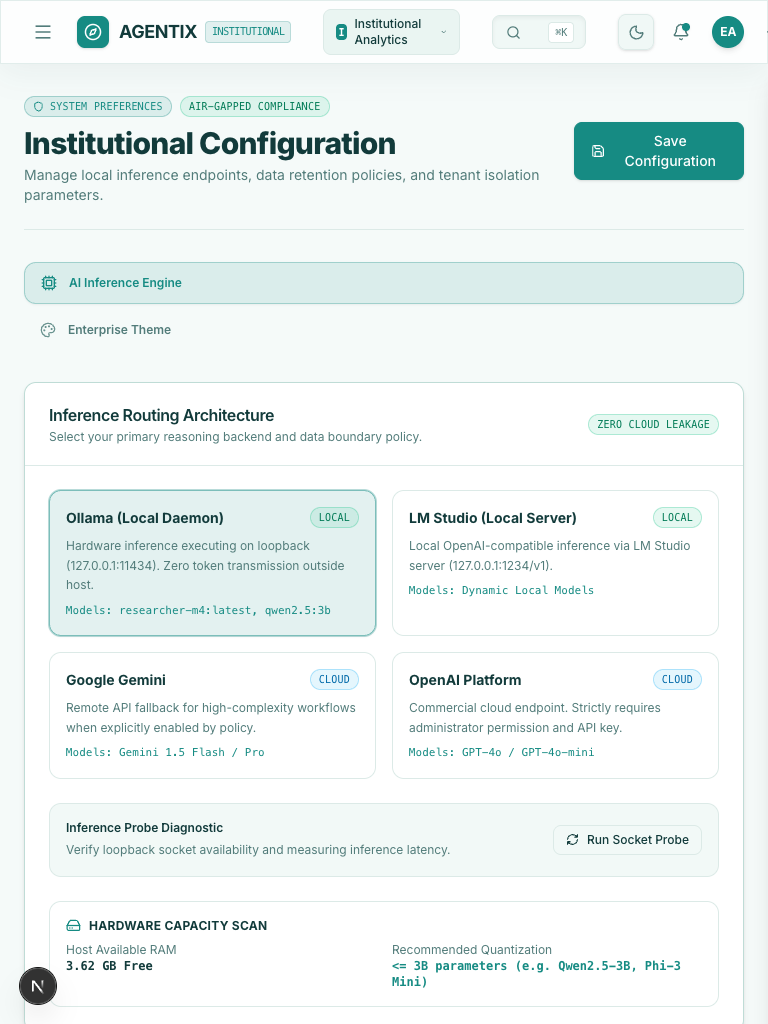 AGENTIX
INSTITUTIONAL
I
Institutional
Analytics
⌘K
EA
SYSTEM PREFERENCES
AIR-GAPPED COMPLIANCE
Institutional Configuration
Manage local inference endpoints, data retention policies, and tenant isolation
parameters.
Save
Configuration
AI Inference Engine
Enterprise Theme
Inference Routing Architecture
Select your primary reasoning backend and data boundary policy.
ZERO CLOUD LEAKAGE
Ollama (Local Daemon)
LOCAL
Hardware inference executing on loopback
(127.0.0.1:11434). Zero token transmission outside
host.
Models: researcher-m4:latest, qwen2.5:3b
LM Studio (Local Server)
LOCAL
Local OpenAI-compatible inference via LM Studio
server (127.0.0.1:1234/v1).
Models: Dynamic Local Models
Google Gemini
CLOUD
Remote API fallback for high-complexity workflows
when explicitly enabled by policy.
Models: Gemini 1.5 Flash / Pro
OpenAI Platform
CLOUD
Commercial cloud endpoint. Strictly requires
administrator permission and API key.
Models: GPT-4o / GPT-4o-mini
Inference Probe Diagnostic
Verify loopback socket availability and measuring inference latency.
Run Socket Probe
HARDWARE CAPACITY SCAN
Host Available RAM
3.62 GB Free
Recommended Quantization
<= 3B parameters (e.g. Qwen2.5-3B, Phi-3
Mini)
N